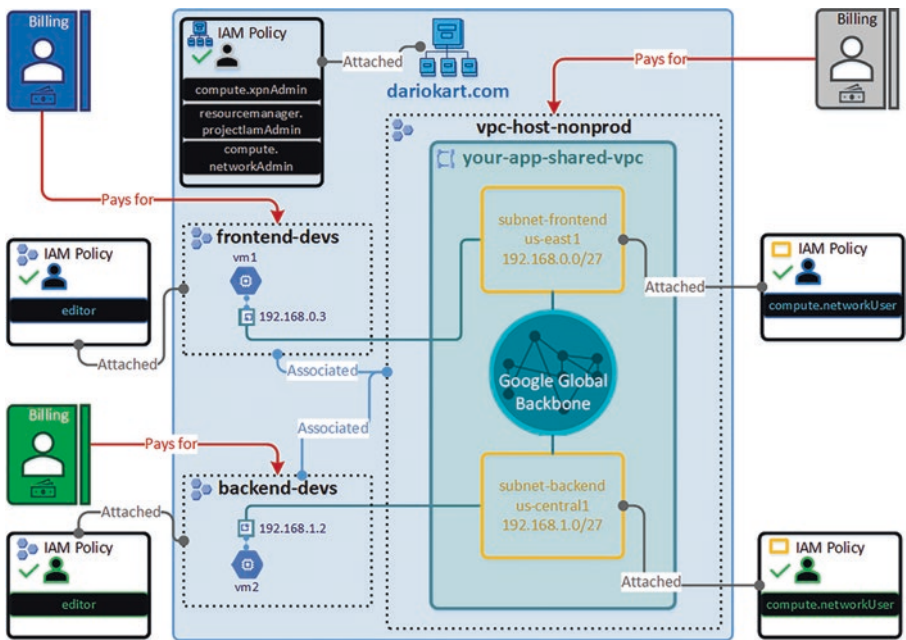 Billing
IAM Policy
compute.xpnAdmin
resourcemanager.
projectIamAdmin
compute.
networkAdmin
Attached
dariokart.com
Billing
Pays for
vpc-host-nonprod
your-app-shared-vpc
Pays for
frontend-devs
vm1
192.168.0.3
subnet-frontend
us-east1
192.168.0.0/27
IAM Policy
editor
Attached
IAM Policy
compute.networkUser
Attached
Associated
Google Global
Backbone
Associated
Billing
Pays for
backend-devs
192.168.1.2
vm2
subnet-backend
us-central1
192.168.1.0/27
Attached
IAM Policy
editor
Attached
IAM Policy
compute.networkUser